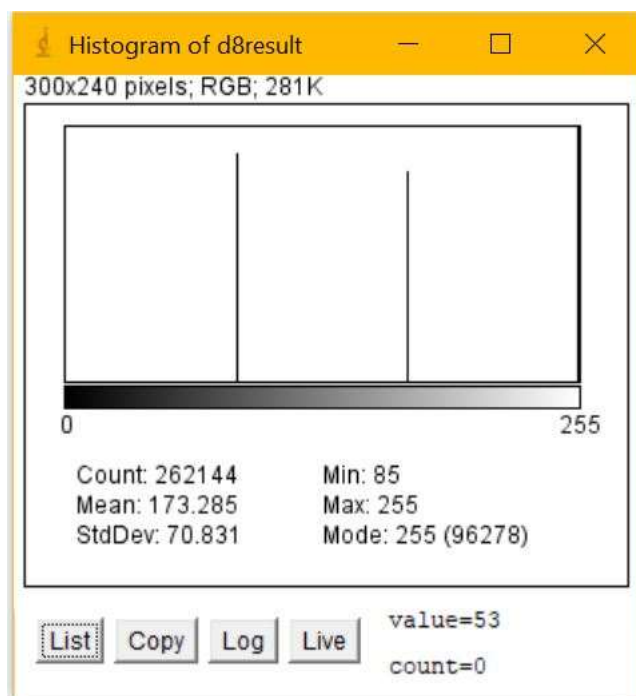 Histogram of d8result
300x240 pixels; RGB; 281K
0 255
Count: 262144 Min: 85
Mean: 173.285 Max: 255
StdDev: 70.831 Mode: 255 (96278)
List Copy Log Live value=53
count=0